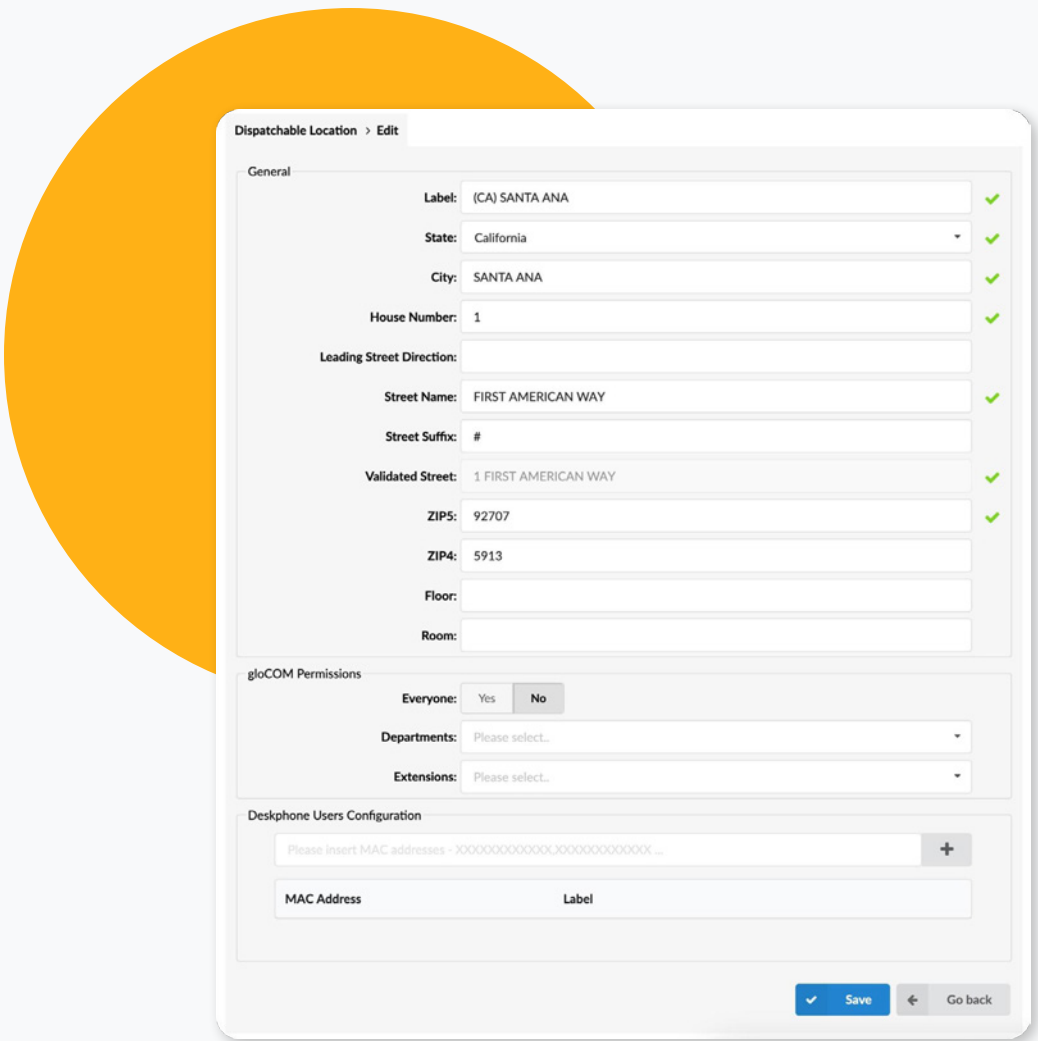 Dispatchable Location > Edit
General
Label: (CA) SANTA ANA
State: California
City: SANTA ANA
House Number: 1
Leading Street Direction:
Street Name: FIRST AMERICAN WAY
Street Suffix: #
Validated Street: 1 FIRST AMERICAN WAY
ZIP5: 92707
ZIP4: 5913
Floor:
Room:
gloCOM Permissions
Everyone: Yes No
Departments: Please select..
Extensions: Please select..
Deskphone Users Configuration
Please insert MAC addresses - XXXXXXXXXXXX,XXXXXXXXXXXX ...
MAC Address Label
Save Go back